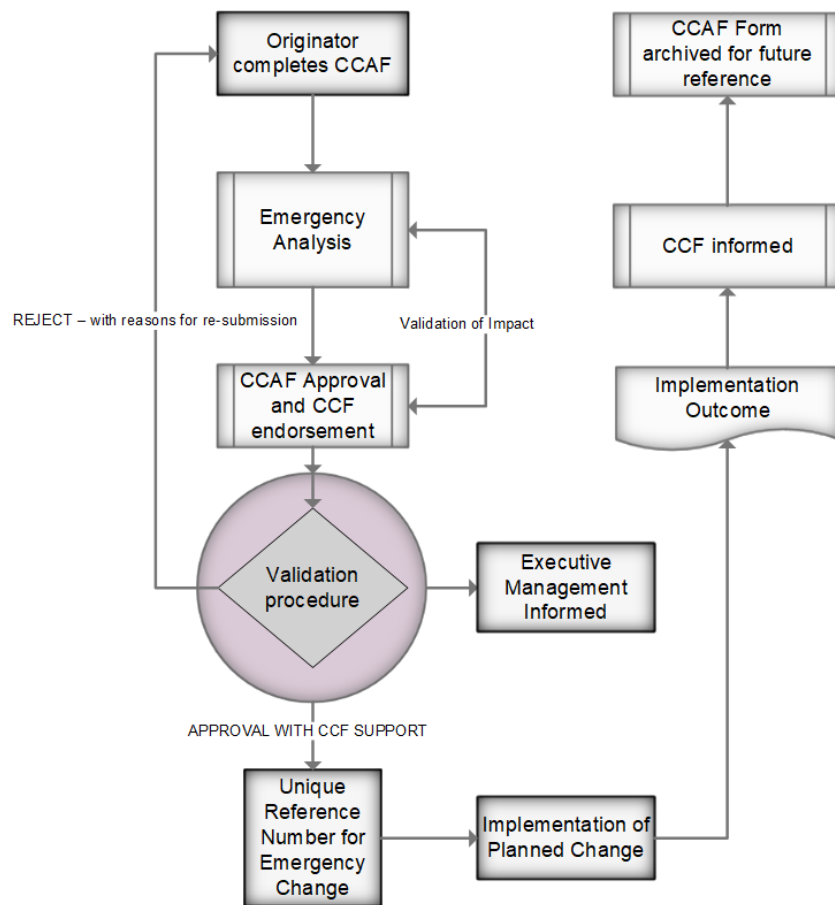 Originator
completes CCAF
CCAF Form
archived for future
reference
Emergency
Analysis
CCF informed
REJECT – with reasons for re-submission
Validation of Impact
CCAF Approval
and CCF
endorsement
Implementation
Outcome
Validation
procedure
Executive
Management
Informed
APPROVAL WITH CCF SUPPORT
Unique
Reference
Number for
Emergency
Change
Implementation of
Planned Change